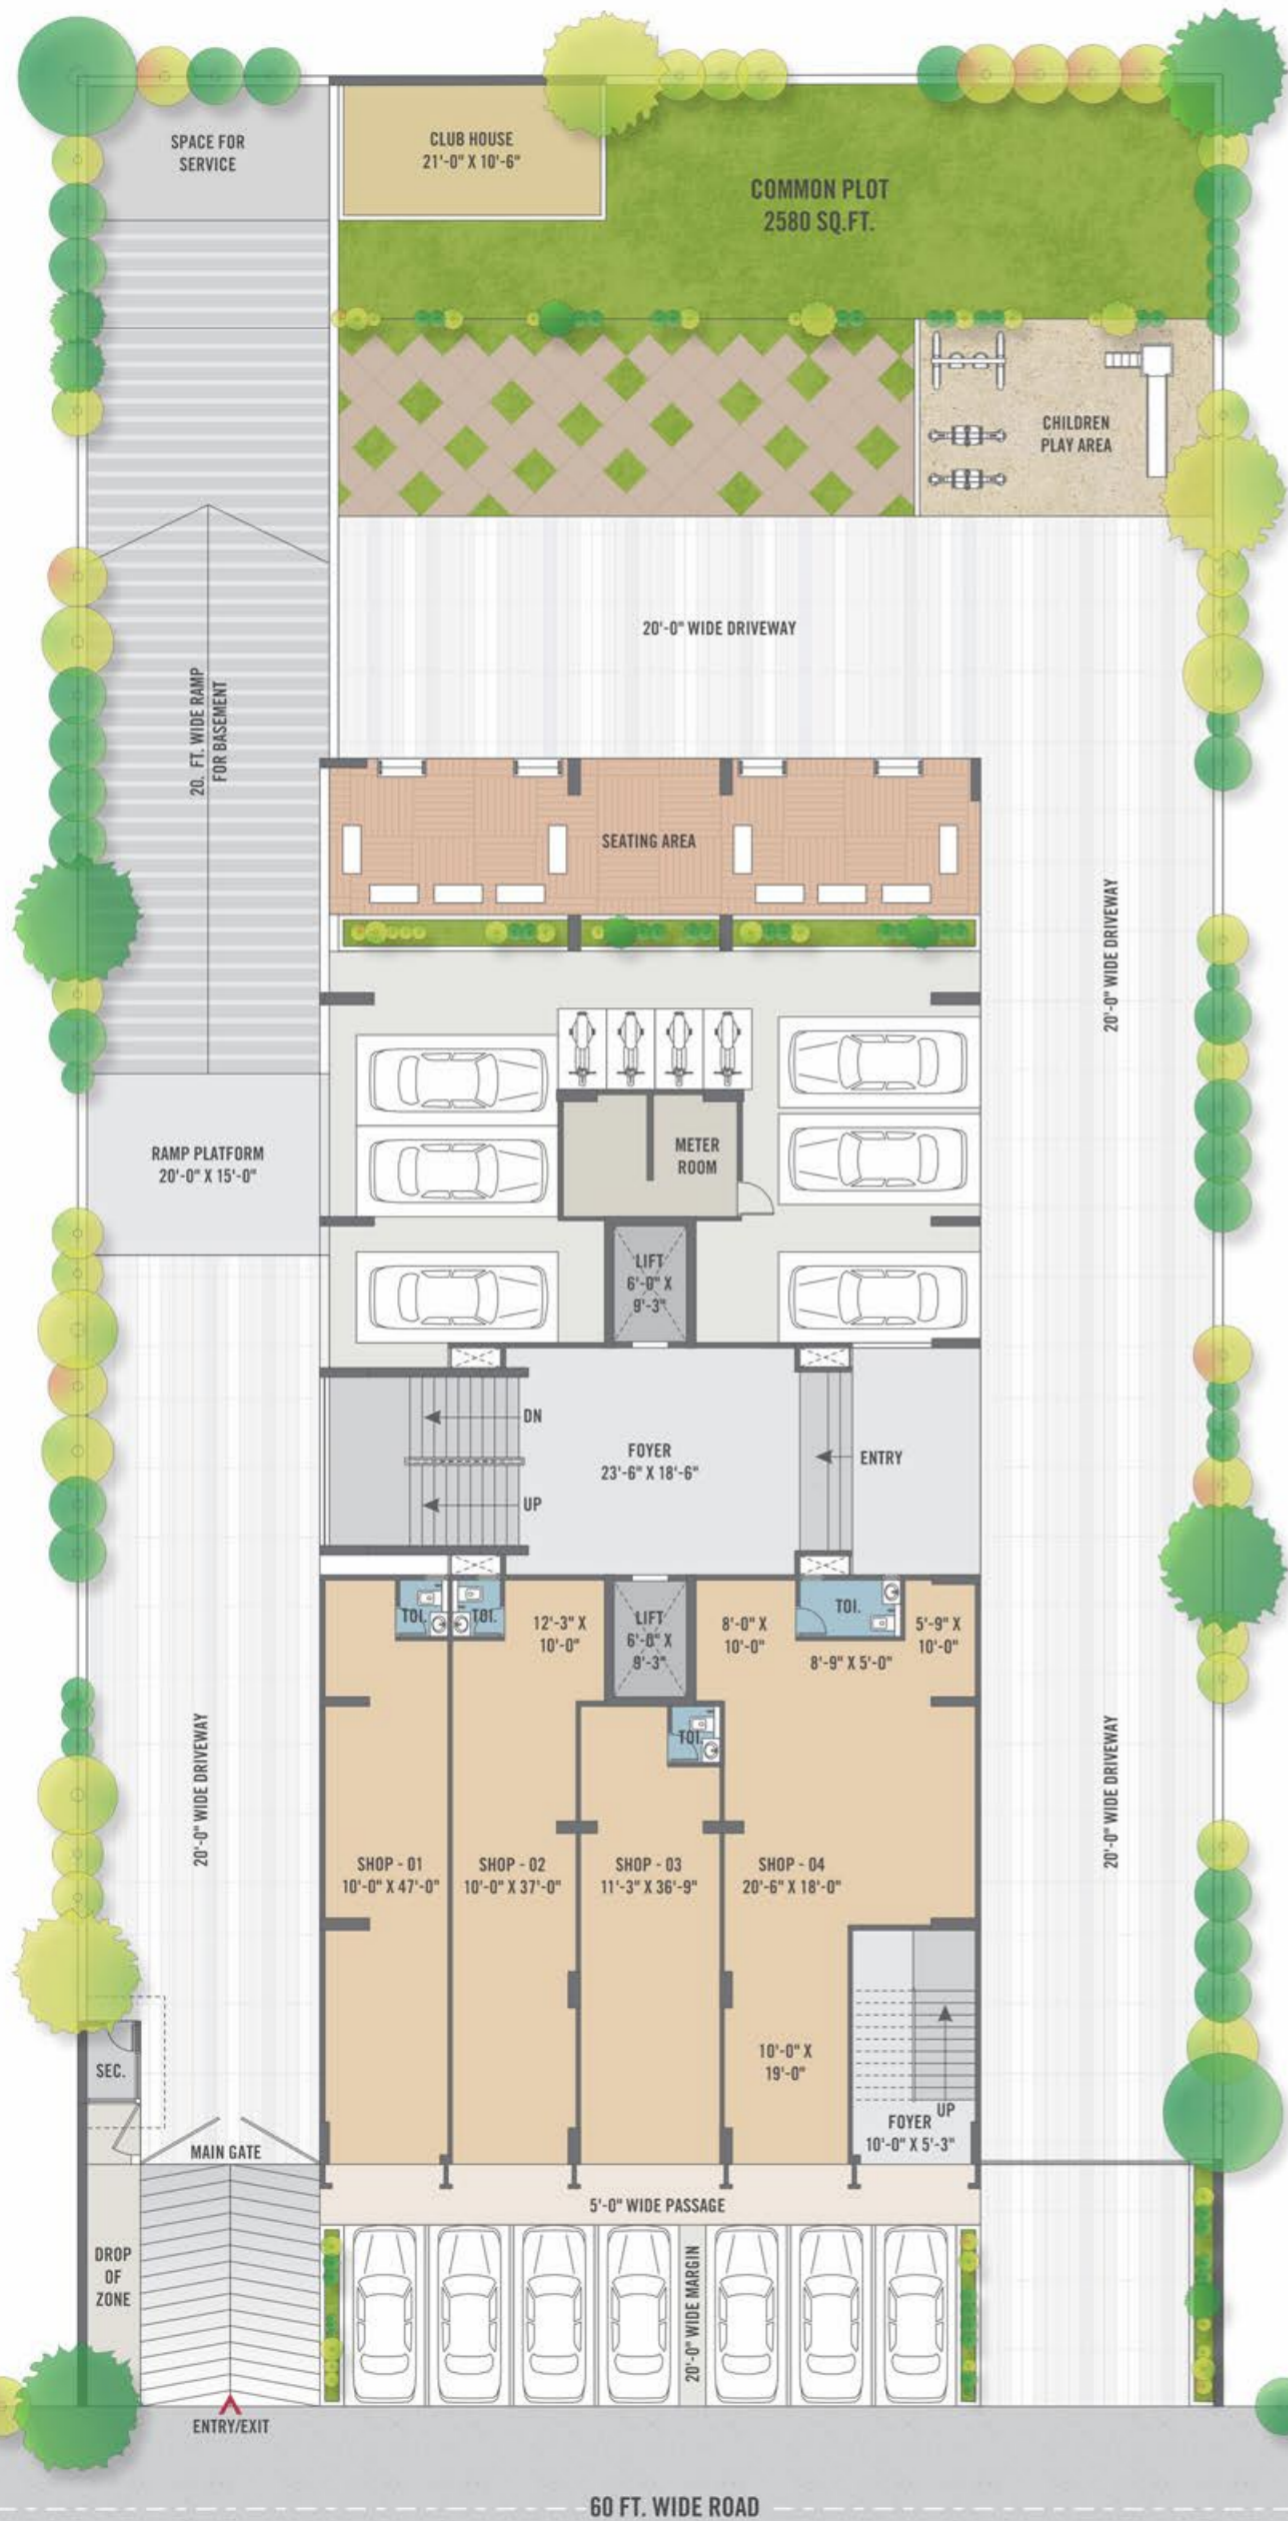 SPACE FOR
SERVICE
CLUB HOUSE
21'-0" X 10'-6"
COMMON PLOT
2580 SQ.FT.
CHILDREN
PLAY AREA
20'-0" WIDE DRIVEWAY
20. FT. WIDE RAMP
FOR BASEMENT
SEATING AREA
20'-0" WIDE DRIVEWAY
RAMP PLATFORM
20'-0" X 15'-0"
METER
ROOM
LIFT
6'-0" X
9'-3"
DN
FOYER
23'-6" X 18'-6"
ENTRY
UP
TOI.
TOI.
12'-3" X
10'-0"
LIFT
6'-0" X
9'-3"
8'-0" X
10'-0"
TOI.
8'-9" X 5'-0"
5'-9" X
10'-0"
TOI.
20'-0" WIDE DRIVEWAY
20'-0" WIDE DRIVEWAY
SHOP - 01
10'-0" X 47'-0"
SHOP - 02
10'-0" X 37'-0"
SHOP - 03
11'-3" X 36'-9"
SHOP - 04
20'-6" X 18'-0"
10'-0" X
19'-0"
SEC.
UP
FOYER
10'-0" X 5'-3"
MAIN GATE
5'-0" WIDE PASSAGE
DROP
OF
ZONE
20'-0" WIDE MARGIN
ENTRY/EXIT
60 FT. WIDE ROAD